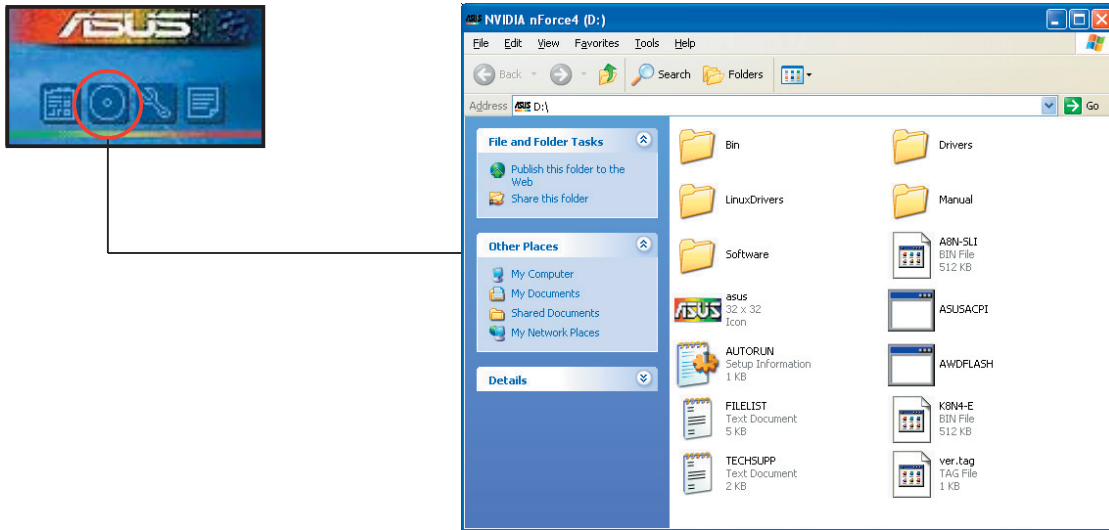 ASUS
NVIDIA nForce4 (D:)
File Edit View Favorites Tools Help
Back Search Folders
Address D:\ Go
File and Folder Tasks
Publish this folder to the
Web
Share this folder
Other Places
My Computer
My Documents
Shared Documents
My Network Places
Details
Bin
Drivers
LinuxDrivers
Manual
Software
A8N-SLI
BIN File
512 KB
ASUS
asus
32 x 32
Icon
ASUSACPI
AUTORUN
Setup Information
1 KB
AWDFLASH
FILELIST
Text Document
5 KB
K8N4-E
BIN File
512 KB
TECHSUPP
Text Document
2 KB
ver.tag
TAG File
1 KB